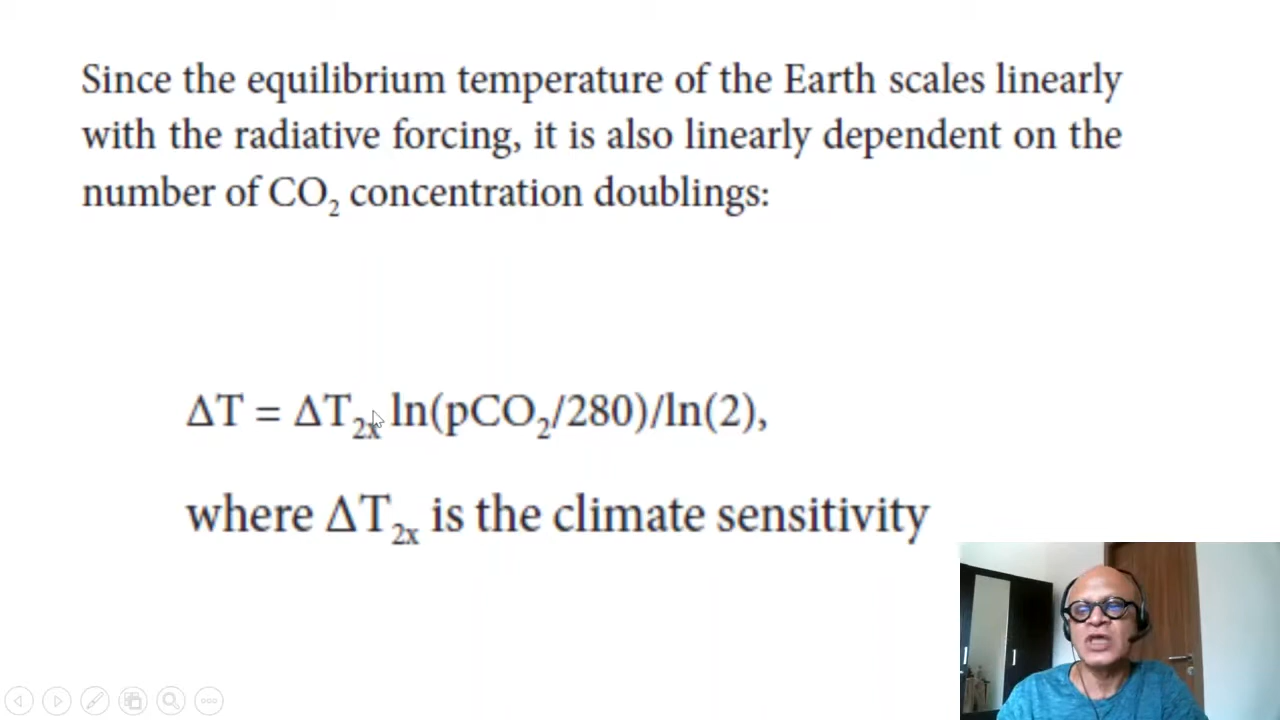 Since the equilibrium temperature of the Earth scales linearly
with the radiative forcing, it is also linearly dependent on the
number of CO₂ concentration doublings:
ΔT = ΔT₂ₓ ln(pCO₂/280)/ln(2),
where ΔT₂ₓ is the climate sensitivity